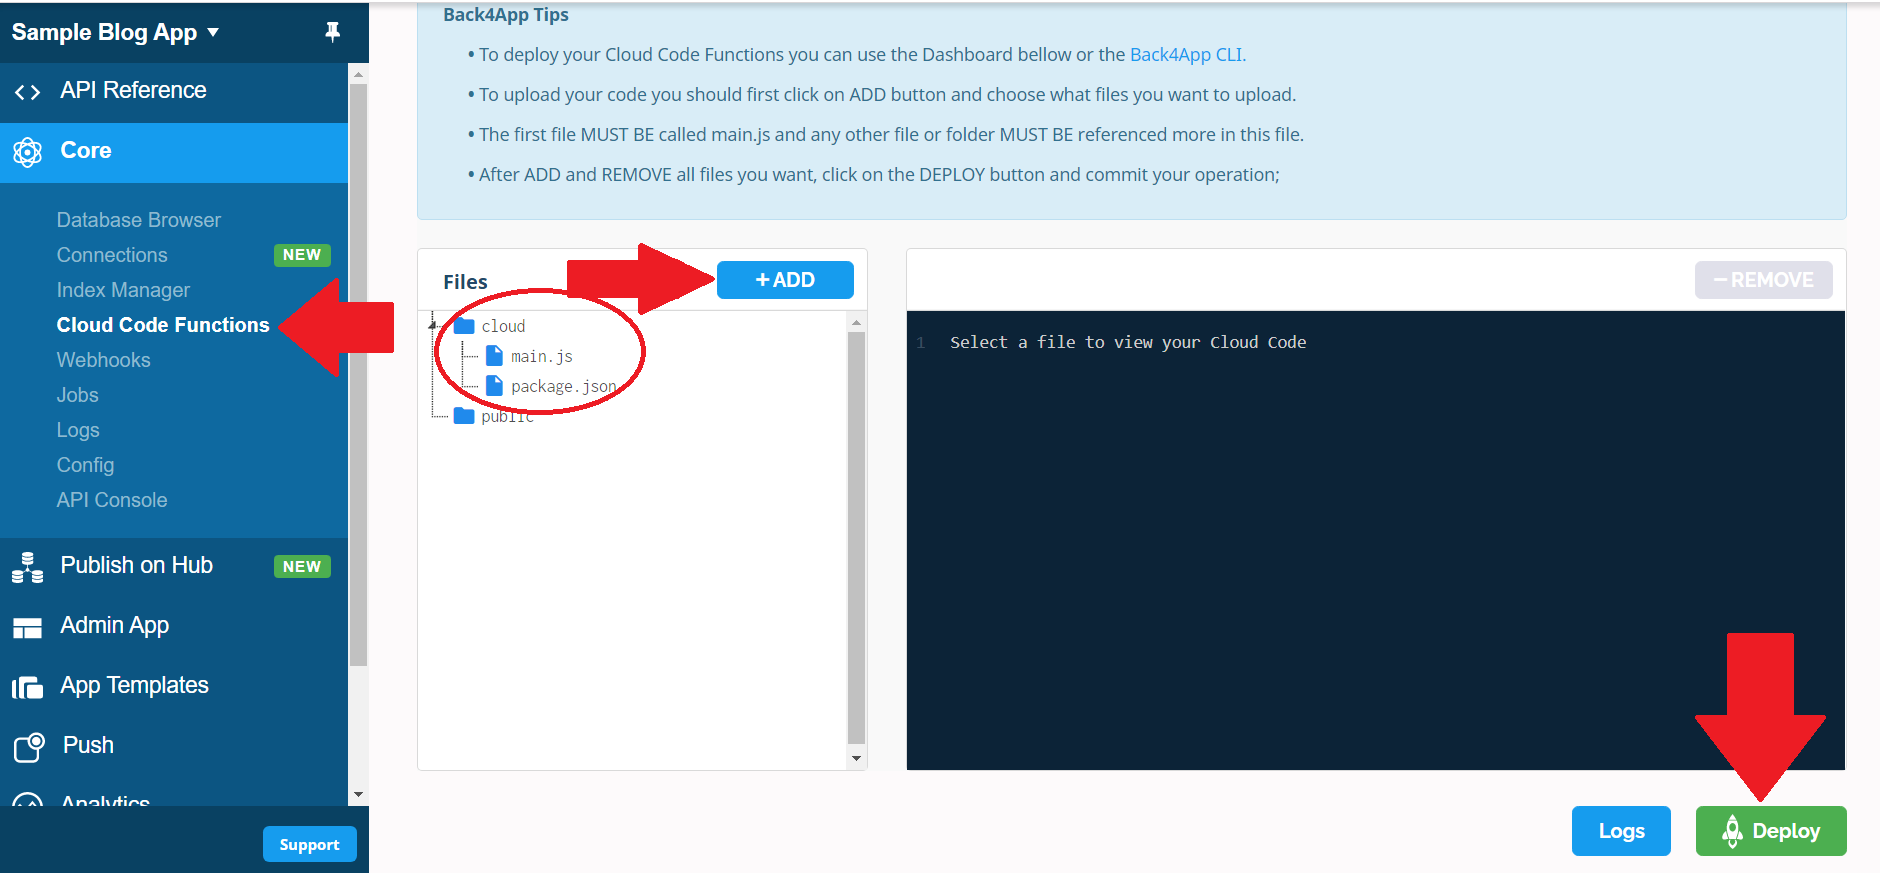 Sample Blog App
API Reference
Core
Database Browser
Connections NEW
Index Manager
Cloud Code Functions
Webhooks
Jobs
Logs
Config
API Console
Publish on Hub NEW
Admin App
App Templates
Push
Analytics
Support
Back4App Tips
• To deploy your Cloud Code Functions you can use the Dashboard bellow or the Back4App CLI.
• To upload your code you should first click on ADD button and choose what files you want to upload.
• The first file MUST BE called main.js and any other file or folder MUST BE referenced more in this file.
• After ADD and REMOVE all files you want, click on the DEPLOY button and commit your operation;
Files
+ADD
cloud
main.js
package.json
public
−REMOVE
1 Select a file to view your Cloud Code
Logs
Deploy